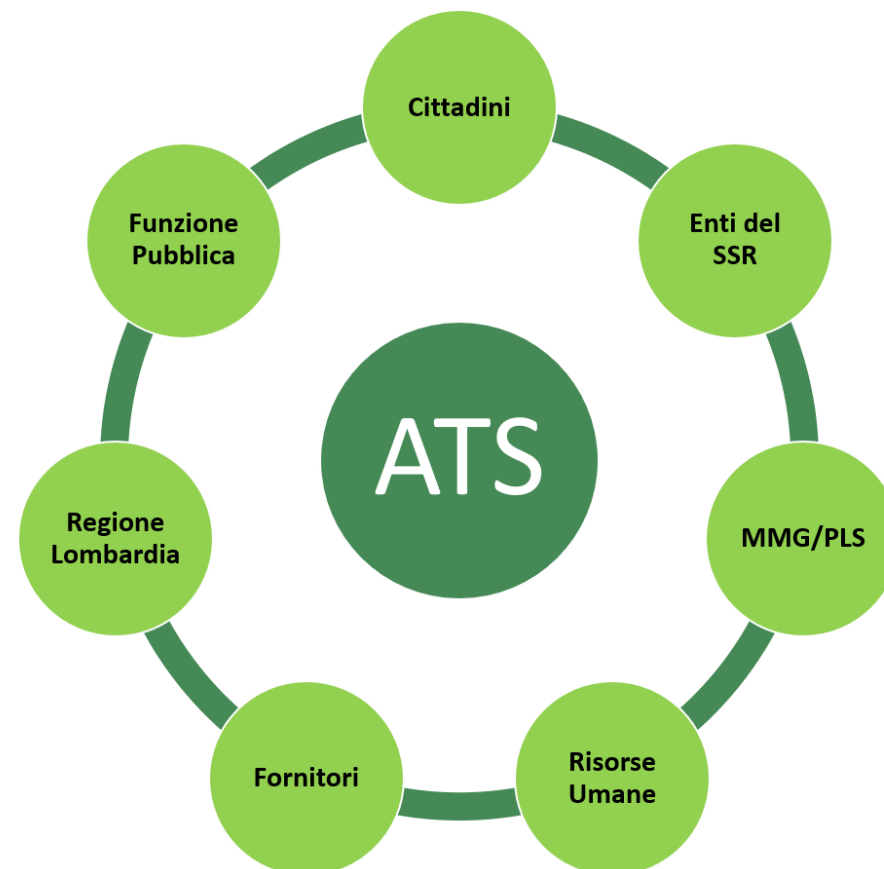 Cittadini
Enti del
SSR
MMG/PLS
Risorse
Umane
Fornitori
Regione
Lombardia
Funzione
Pubblica
ATS